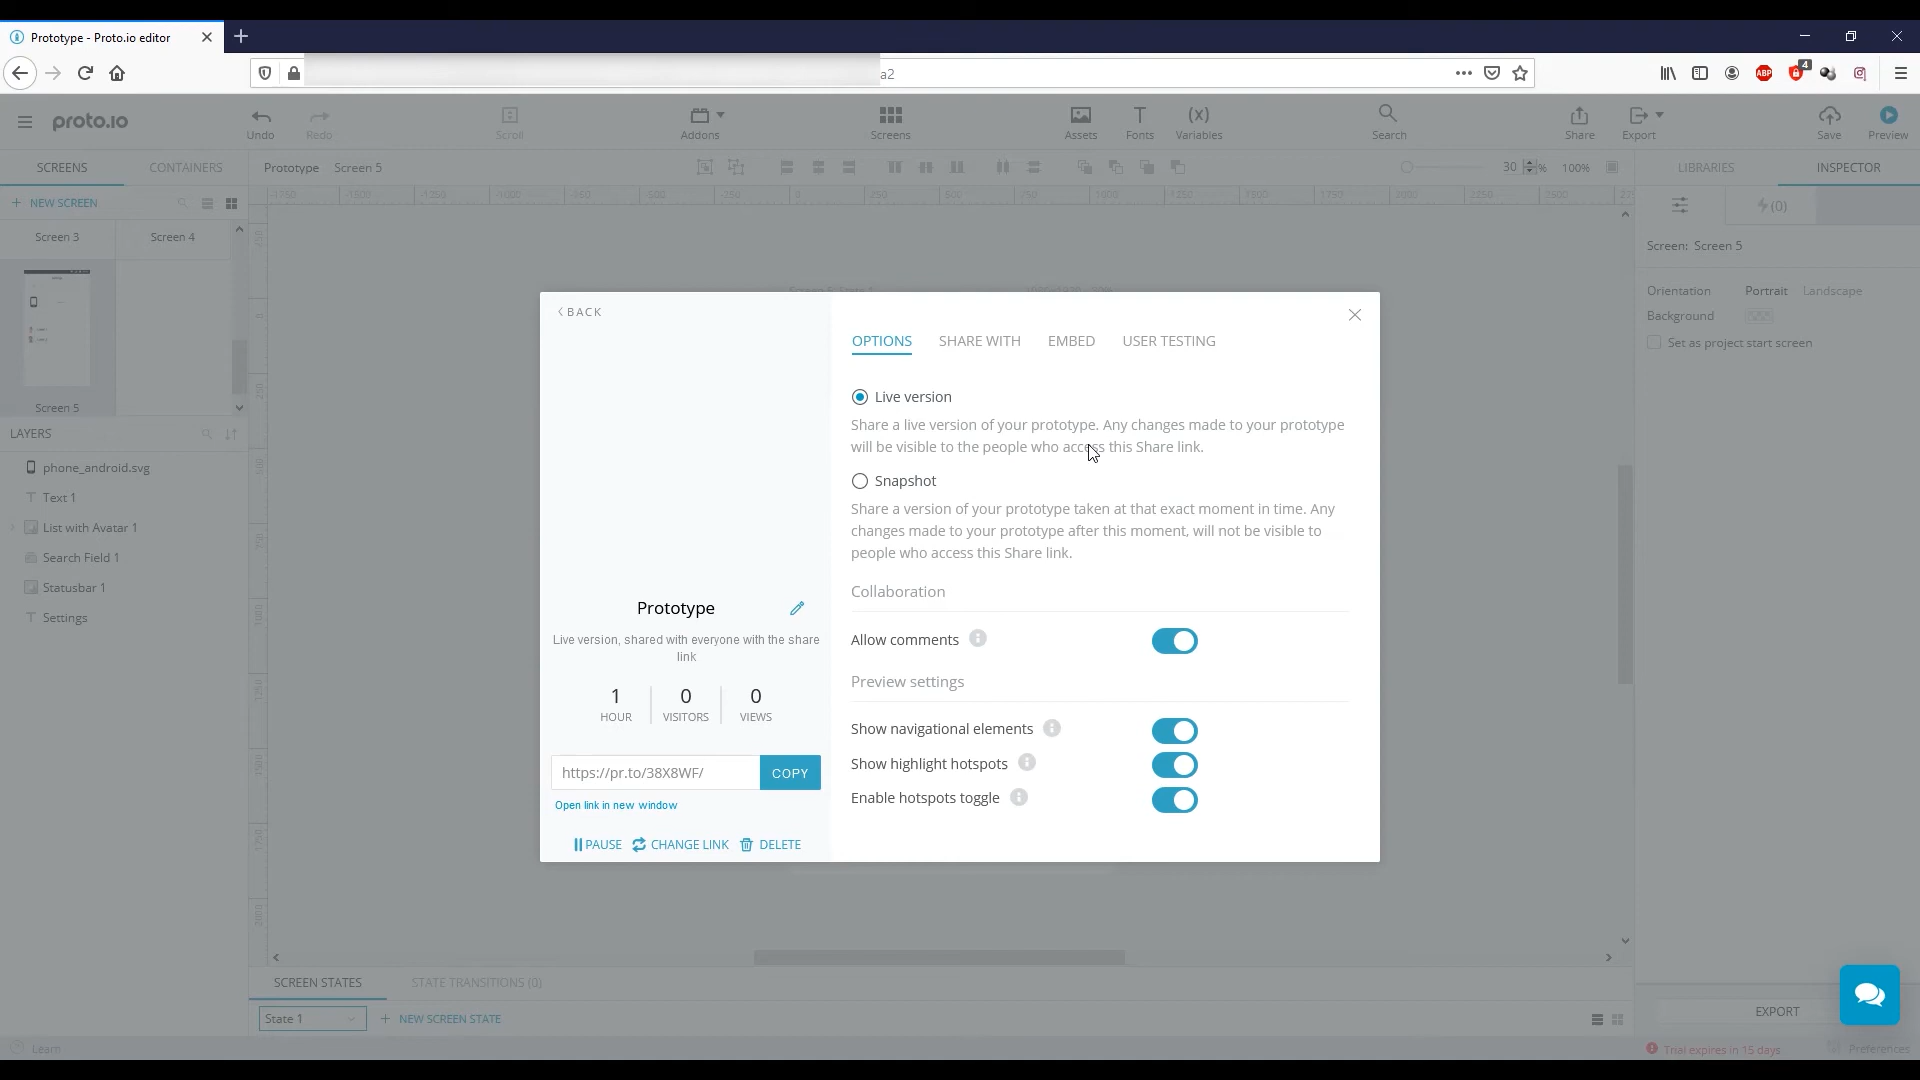 Prototype - Proto.io editor
a2
4
proto.io
Undo
Redo
Scroll
Addons
Screens
Assets
Fonts
(x)
Variables
Search
Share
Export
Save
Preview
SCREENS
CONTAINERS
Prototype
Screen 5
30 %
100%
LIBRARIES
INSPECTOR
+ NEW SCREEN
Screen 3
Screen 4
Screen 5
(0)
Screen: Screen 5
Orientation Portrait Landscape
Background
Set as project start screen
LAYERS
phone_android.svg
Text 1
List with Avatar 1
Search Field 1
Statusbar 1
Settings
BACK
Prototype
Live version, shared with everyone with the share
link
1 0 0
HOUR VISITORS VIEWS
https://pr.to/38X8WF/
COPY
Open link in new window
PAUSE CHANGE LINK DELETE
OPTIONS SHARE WITH EMBED USER TESTING
Live version
Share a live version of your prototype. Any changes made to your prototype
will be visible to the people who access this Share link.
Snapshot
Share a version of your prototype taken at that exact moment in time. Any
changes made to your prototype after this moment, will not be visible to
people who access this Share link.
Collaboration
Allow comments
Preview settings
Show navigational elements
Show highlight hotspots
Enable hotspots toggle
SCREEN STATES
STATE TRANSITIONS (0)
State 1
+ NEW SCREEN STATE
EXPORT
Learn
Trial expires in 15 days
Preferences